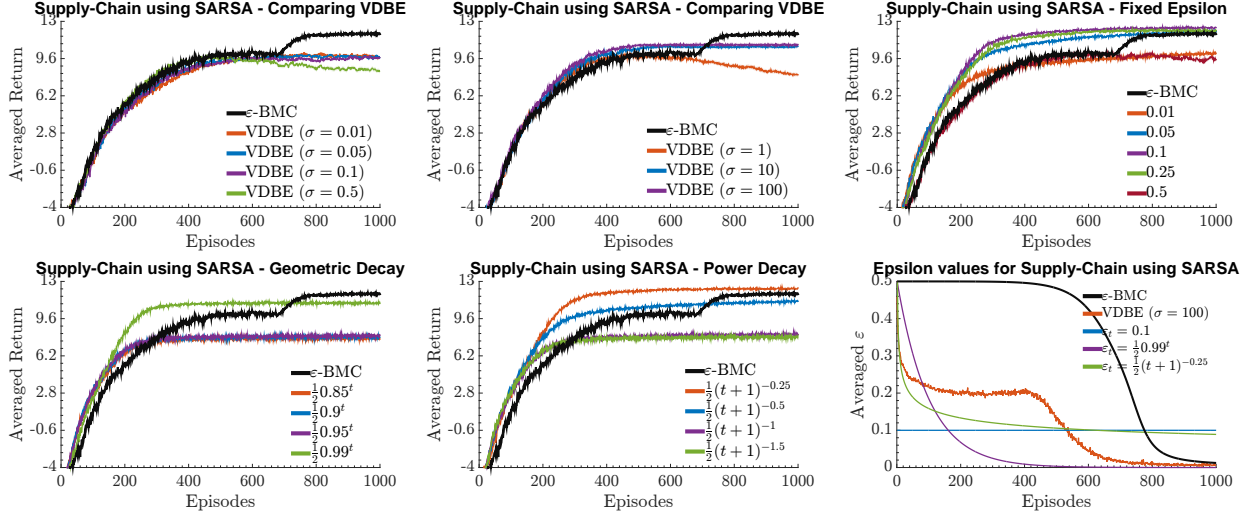 Supply-Chain using SARSA - Comparing VDBE
13
9.6
6.2
2.8
-0.6
-4
Averaged Return
ε-BMC
VDBE (σ = 0.01)
VDBE (σ = 0.05)
VDBE (σ = 0.1)
VDBE (σ = 0.5)
0 200 400 600 800 1000
Episodes
Supply-Chain using SARSA - Comparing VDBE
13
9.6
6.2
2.8
-0.6
-4
Averaged Return
ε-BMC
VDBE (σ = 1)
VDBE (σ = 10)
VDBE (σ = 100)
0 200 400 600 800 1000
Episodes
Supply-Chain using SARSA - Fixed Epsilon
13
9.6
6.2
2.8
-0.6
-4
Averaged Return
ε-BMC
0.01
0.05
0.1
0.25
0.5
0 200 400 600 800 1000
Episodes
Supply-Chain using SARSA - Geometric Decay
13
9.6
6.2
2.8
-0.6
-4
Averaged Return
ε-BMC
½0.85ᵗ
½0.9ᵗ
½0.95ᵗ
½0.99ᵗ
0 200 400 600 800 1000
Episodes
Supply-Chain using SARSA - Power Decay
13
9.6
6.2
2.8
-0.6
-4
Averaged Return
ε-BMC
½(t + 1)^−0.25
½(t + 1)^−0.5
½(t + 1)^−1
½(t + 1)^−1.5
0 200 400 600 800 1000
Episodes
Epsilon values for Supply-Chain using SARSA
0.5
0.4
0.3
0.2
0.1
0
Averaged ε
ε-BMC
VDBE (σ = 100)
εₜ = 0.1
εₜ = ½0.99ᵗ
εₜ = ½(t + 1)^−0.25
0 200 400 600 800 1000
Episodes